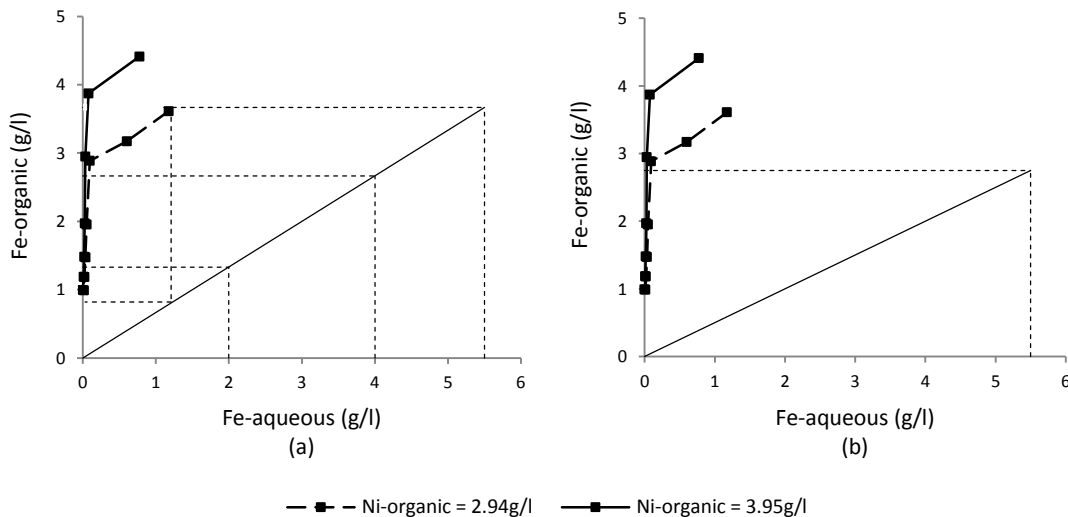 5
4
3
2
1
0
Fe-organic (g/l)
0 1 2 3 4 5 6
Fe-aqueous (g/l)
(a)
5
4
3
2
1
0
Fe-organic (g/l)
0 1 2 3 4 5 6
Fe-aqueous (g/l)
(b)
Ni-organic = 2.94g/l Ni-organic = 3.95g/l